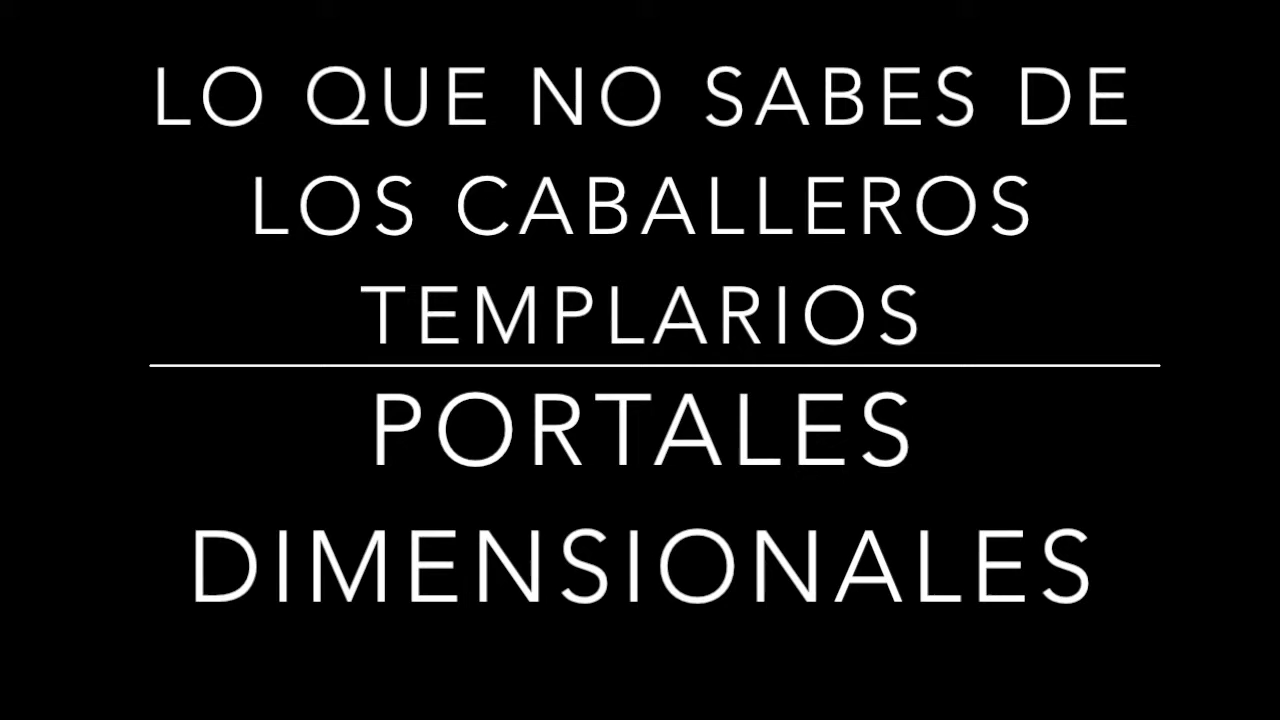 LO QUE NO SABES DE
LOS CABALLEROS
TEMPLARIOS
PORTALES
DIMENSIONALES